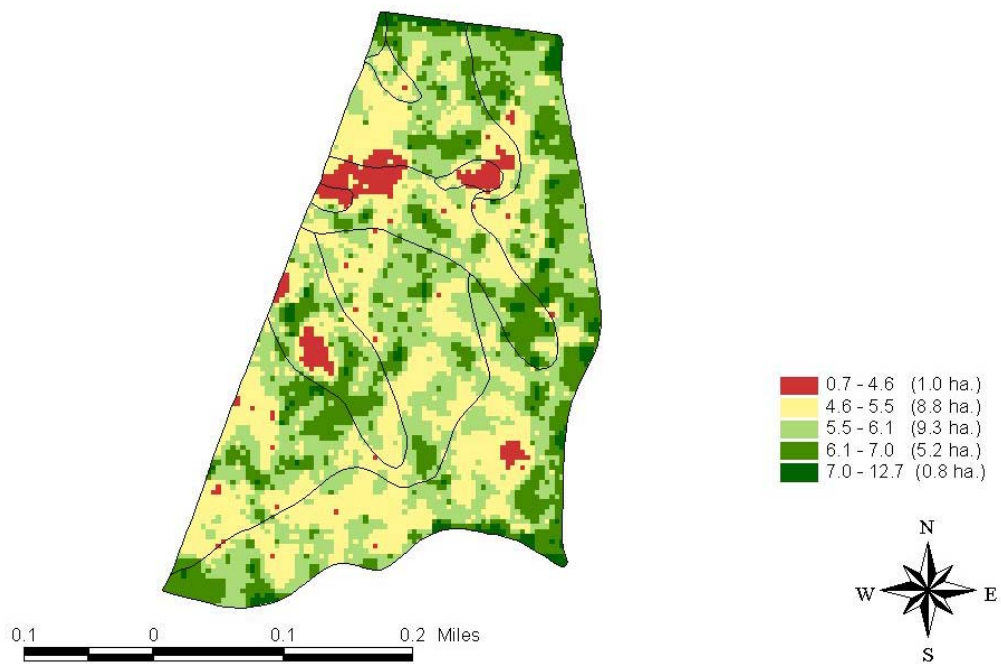 0.7 - 4.6 (1.0 ha.)
4.6 - 5.5 (8.8 ha.)
5.5 - 6.1 (9.3 ha.)
6.1 - 7.0 (5.2 ha.)
7.0 - 12.7 (0.8 ha.)
N
W E
S
0.1 0 0.1 0.2 Miles